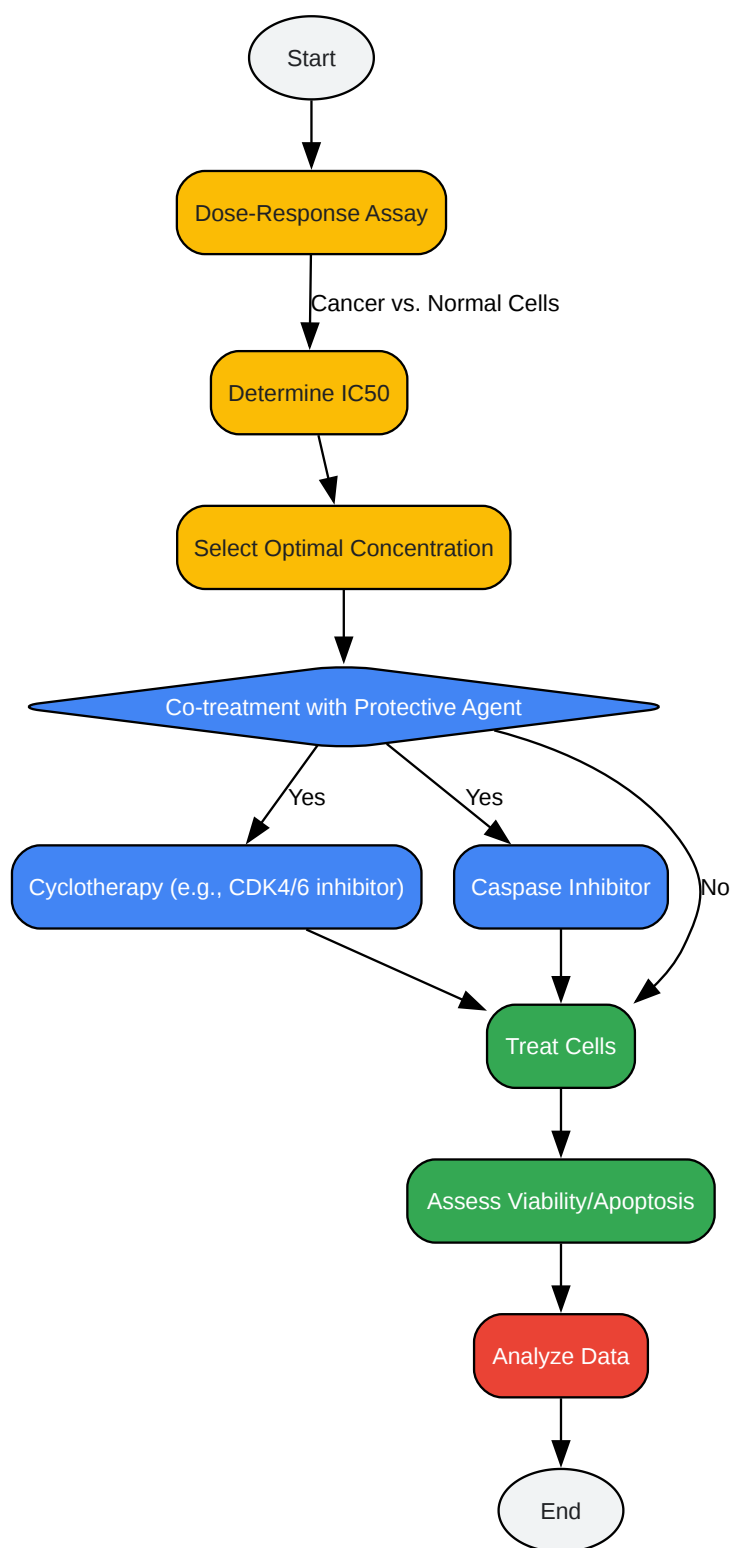 Start
Dose-Response Assay
Cancer vs. Normal Cells
Determine IC50
Select Optimal Concentration
Co-treatment with Protective Agent
Yes
Yes
Cyclotherapy (e.g., CDK4/6 inhibitor)
Caspase Inhibitor
No
Treat Cells
Assess Viability/Apoptosis
Analyze Data
End